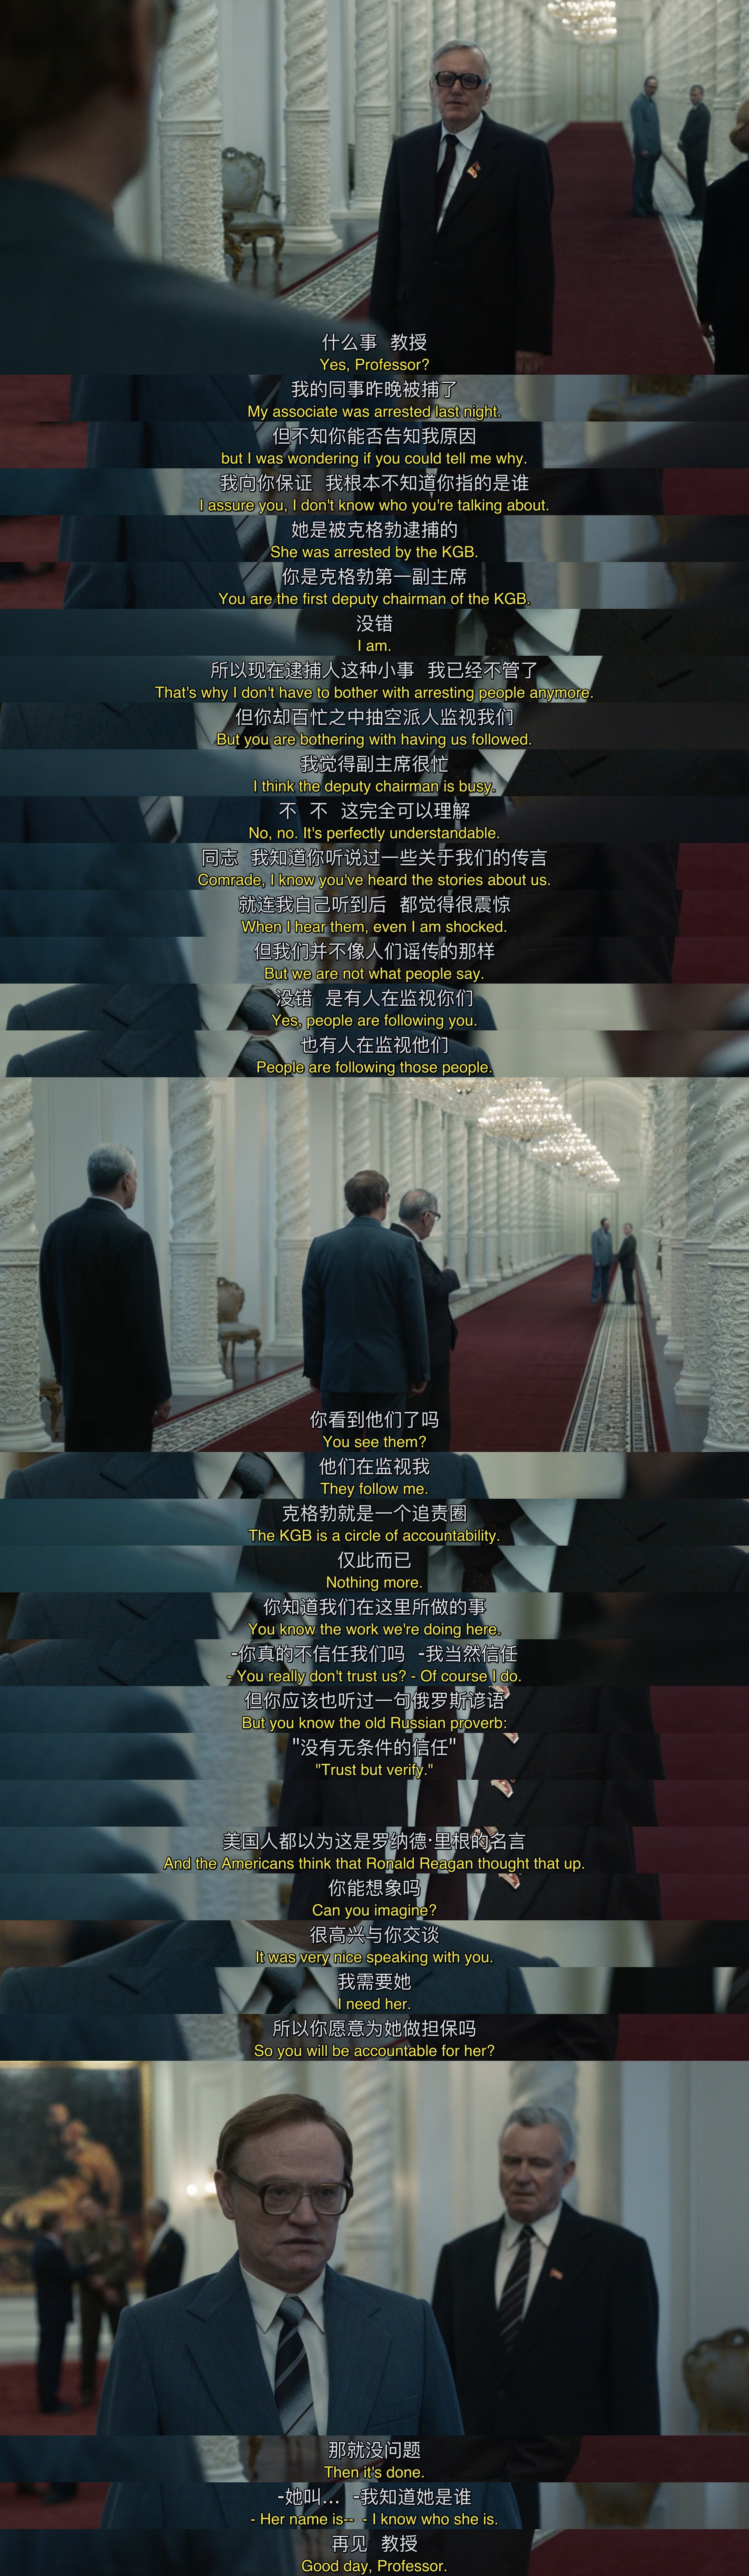 什么事 教授
Yes, Professor?
我的同事昨晚被捕了
My associate was arrested last night.
但不知你能否告知我原因
but I was wondering if you could tell me why.
我向你保证 我根本不知道你指的是谁
I assure you, I don't know who you're talking about.
她是被克格勃逮捕的
She was arrested by the KGB.
你是克格勃第一副主席
You are the first deputy chairman of the KGB.
没错
I am.
所以现在逮捕人这种小事 我已经不管了
That's why I don't have to bother with arresting people anymore.
但你却百忙之中抽空派人监视我们
But you are bothering with having us followed.
我觉得副主席很忙
I think the deputy chairman is busy.
不 不 这完全可以理解
No, no. It's perfectly understandable.
同志 我知道你听说过一些关于我们的传言
Comrade, I know you've heard the stories about us.
就连我自己听到后 都觉得很震惊
When I hear them, even I am shocked.
但我们并不像人们谣传的那样
But we are not what people say.
没错 是有人在监视你们
Yes, people are following you.
也有人在监视他们
People are following those people.
你看到他们了吗
You see them?
他们在监视我
They follow me.
克格勃就是一个追责圈
The KGB is a circle of accountability.
仅此而已
Nothing more.
你知道我们在这里所做的事
You know the work we're doing here.
-你真的不信任我们吗 -我当然信任
- You really don't trust us? - Of course I do.
但你应该也听过一句俄罗斯谚语
But you know the old Russian proverb:
"没有无条件的信任"
"Trust but verify."
美国人都以为这是罗纳德·里根的名言
And the Americans think that Ronald Reagan thought that up.
你能想象吗
Can you imagine?
很高兴与你交谈
It was very nice speaking with you.
我需要她
I need her.
所以你愿意为她做担保吗
So you will be accountable for her?
那就没问题
Then it's done.
-她叫... -我知道她是谁
- Her name is-- - I know who she is.
再见 教授
Good day, Professor.